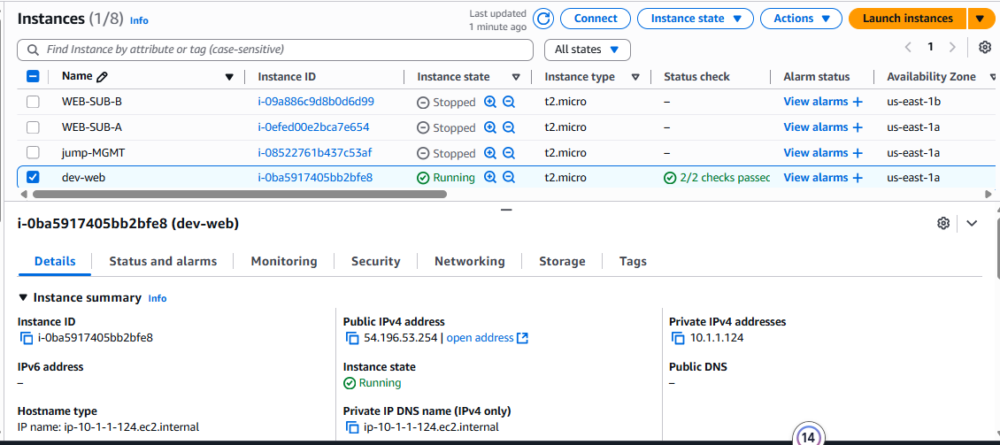 Instances (1/8) Info
Last updated
1 minute ago
Connect
Instance state
Actions
Launch instances
Find Instance by attribute or tag (case-sensitive)
All states
1
Name Instance ID Instance state Instance type Status check Alarm status Availability Zone
WEB-SUB-B i-09a886c9d8b0d6d99 Stopped t2.micro – View alarms + us-east-1b
WEB-SUB-A i-0efed00e2bca7e654 Stopped t2.micro – View alarms + us-east-1a
jump-MGMT i-08522761b437c53af Stopped t2.micro – View alarms + us-east-1a
dev-web i-0ba5917405bb2bfe8 Running t2.micro 2/2 checks passed View alarms + us-east-1a
i-0ba5917405bb2bfe8 (dev-web)
Details Status and alarms Monitoring Security Networking Storage Tags
Instance summary Info
Instance ID
i-0ba5917405bb2bfe8
Public IPv4 address
54.196.53.254 | open address
Private IPv4 addresses
10.1.1.124
IPv6 address
–
Instance state
Running
Public DNS
–
Hostname type
IP name: ip-10-1-1-124.ec2.internal
Private IP DNS name (IPv4 only)
ip-10-1-1-124.ec2.internal
14